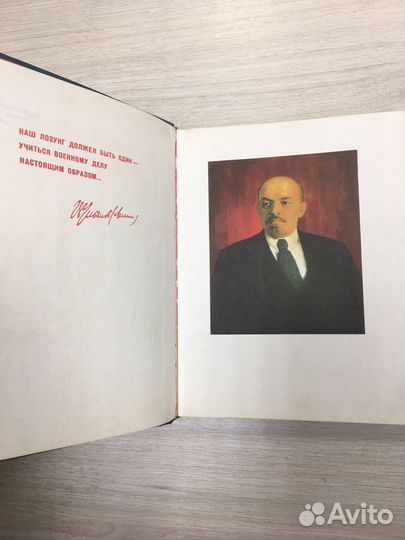 НАШ ЛОЗУНГ ДОЛЖЕН БЫТЬ ОДИН —
УЧИТЬСЯ ВОЕННОМУ ДЕЛУ
НАСТОЯЩИМ ОБРАЗОМ...
Avito